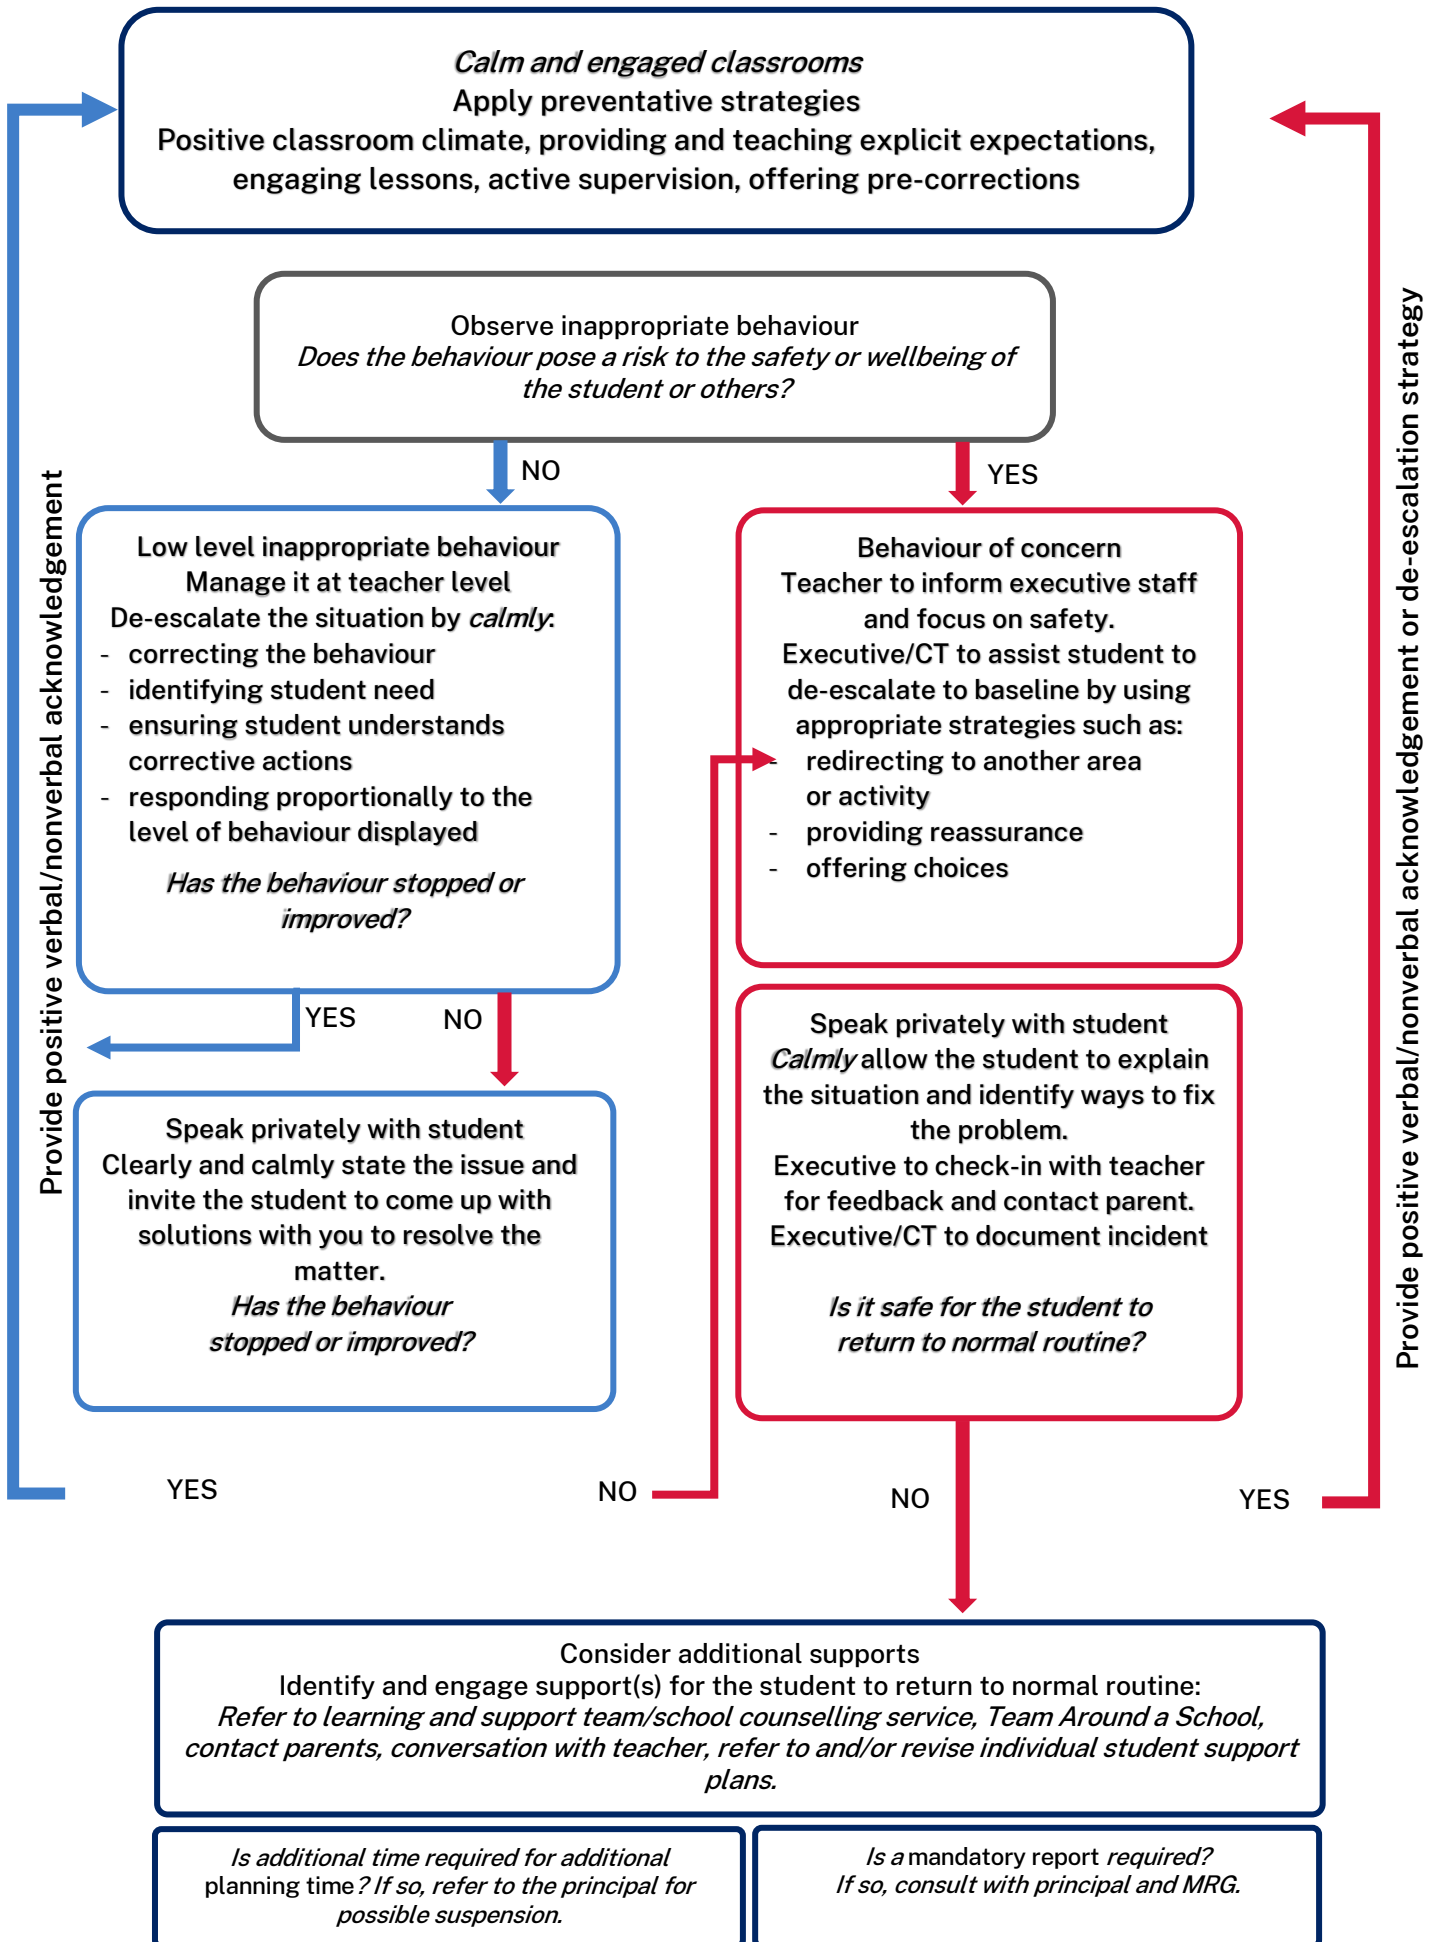 Calm and engaged classrooms
Apply preventative strategies
Positive classroom climate, providing and teaching explicit expectations,
engaging lessons, active supervision, offering pre-corrections
Observe inappropriate behaviour
Does the behaviour pose a risk to the safety or wellbeing of
the student or others?
NO
YES
Low level inappropriate behaviour
Manage it at teacher level
De-escalate the situation by calmly:
- correcting the behaviour
- identifying student need
- ensuring student understands
corrective actions
- responding proportionally to the
level of behaviour displayed
Has the behaviour stopped or
improved?
YES
NO
Speak privately with student
Clearly and calmly state the issue and
invite the student to come up with
solutions with you to resolve the
matter.
Has the behaviour
stopped or improved?
YES
NO
Provide positive verbal/nonverbal acknowledgement
Behaviour of concern
Teacher to inform executive staff
and focus on safety.
Executive/CT to assist student to
de-escalate to baseline by using
appropriate strategies such as:
- redirecting to another area
or activity
- providing reassurance
- offering choices
Speak privately with student
Calmly allow the student to explain
the situation and identify ways to fix
the problem.
Executive to check-in with teacher
for feedback and contact parent.
Executive/CT to document incident
Is it safe for the student to
return to normal routine?
NO
YES
Provide positive verbal/nonverbal acknowledgement or de-escalation strategy
Consider additional supports
Identify and engage support(s) for the student to return to normal routine:
Refer to learning and support team/school counselling service, Team Around a School,
contact parents, conversation with teacher, refer to and/or revise individual student support
plans.
Is additional time required for additional
planning time? If so, refer to the principal for
possible suspension.
Is a mandatory report required?
If so, consult with principal and MRG.